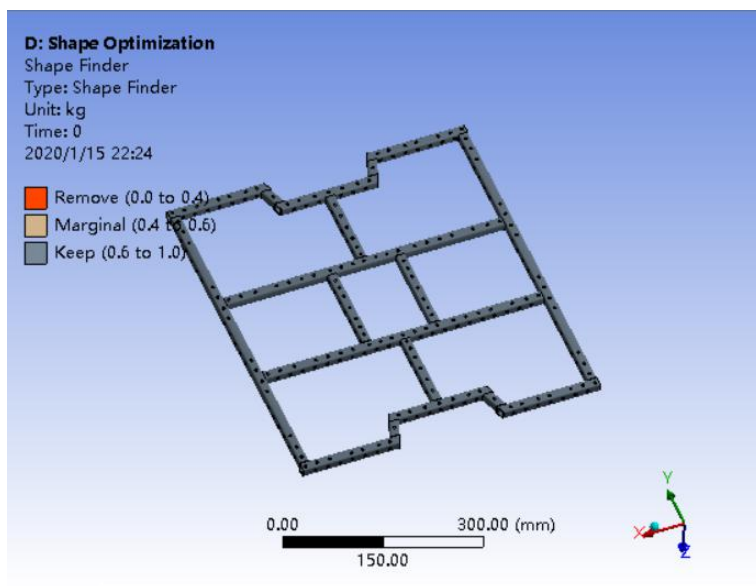 D: Shape Optimization
Shape Finder
Type: Shape Finder
Unit: kg
Time: 0
2020/1/15 22:24
Remove (0.0 to 0.4)
Marginal (0.4 to 0.6)
Keep (0.6 to 1.0)
0.00 300.00 (mm)
150.00
Y
X
Z